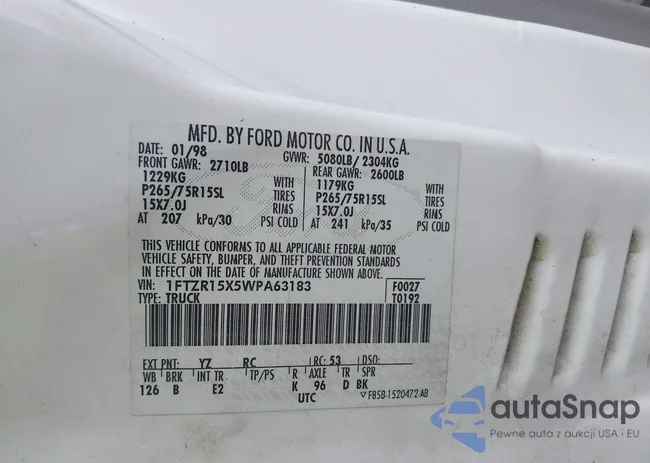 MFD. BY FORD MOTOR CO. IN U.S.A.
DATE: 01/98 GVWR: 5080LB/ 2304KG
FRONT GAWR: 2710LB REAR GAWR: 2600LB
1229KG WITH 1179KG WITH
P265/75R15SL TIRES P265/75R15SL TIRES
15X7.0J RIMS 15X7.0J RIMS
AT 207 kPa/30 PSI COLD AT 241 kPa/35 PSI COLD
THIS VEHICLE CONFORMS TO ALL APPLICABLE FEDERAL MOTOR
VEHICLE SAFETY, BUMPER, AND THEFT PREVENTION STANDARDS
IN EFFECT ON THE DATE OF MANUFACTURE SHOWN ABOVE.
VIN: 1FTZR15X5WPA63183 F0027
TYPE: TRUCK T0192
EXT PNT: YZ RC RC: 53 DSO:
WB BRK INT TR TP/PS R AXLE TR SPR
126 B E2 K 96 D BK
UTC F85B-1520472-AB
autoSnap
Pewne auta z aukcji USA i EU